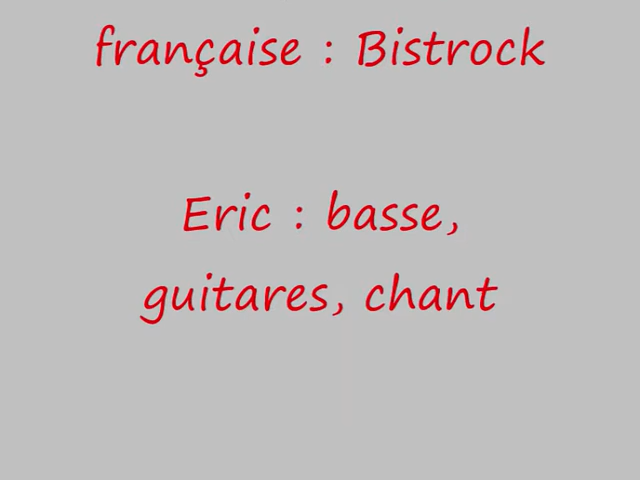 française : Bistrock
Eric : basse,
guitares, chant